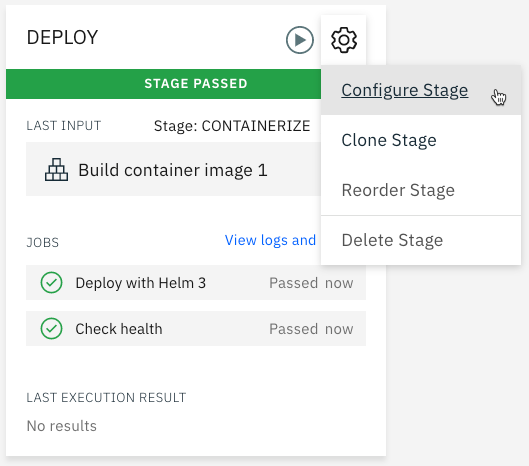 DEPLOY
STAGE PASSED
LAST INPUT Stage: CONTAINERIZE
Build container image 1
JOBS View logs and
Deploy with Helm 3 Passed now
Check health Passed now
LAST EXECUTION RESULT
No results
Configure Stage
Clone Stage
Reorder Stage
Delete Stage